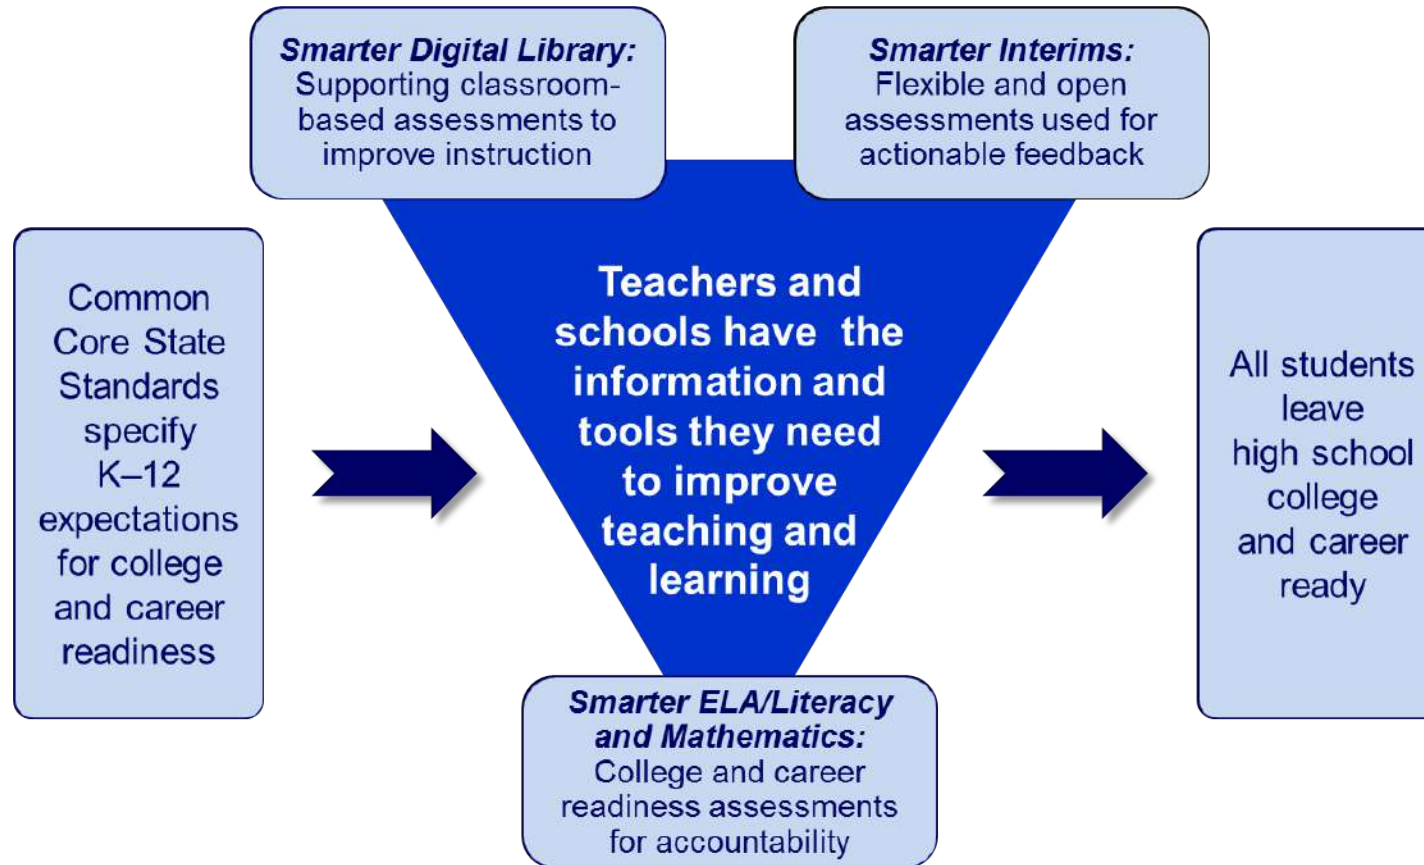 Smarter Digital Library:
Supporting classroom-
based assessments to
improve instruction
Smarter Interims:
Flexible and open
assessments used for
actionable feedback
Common
Core State
Standards
specify
K–12
expectations
for college
and career
readiness
Teachers and
schools have the
information and
tools they need
to improve
teaching and
learning
All students
leave
high school
college
and career
ready
Smarter ELA/Literacy
and Mathematics:
College and career
readiness assessments
for accountability